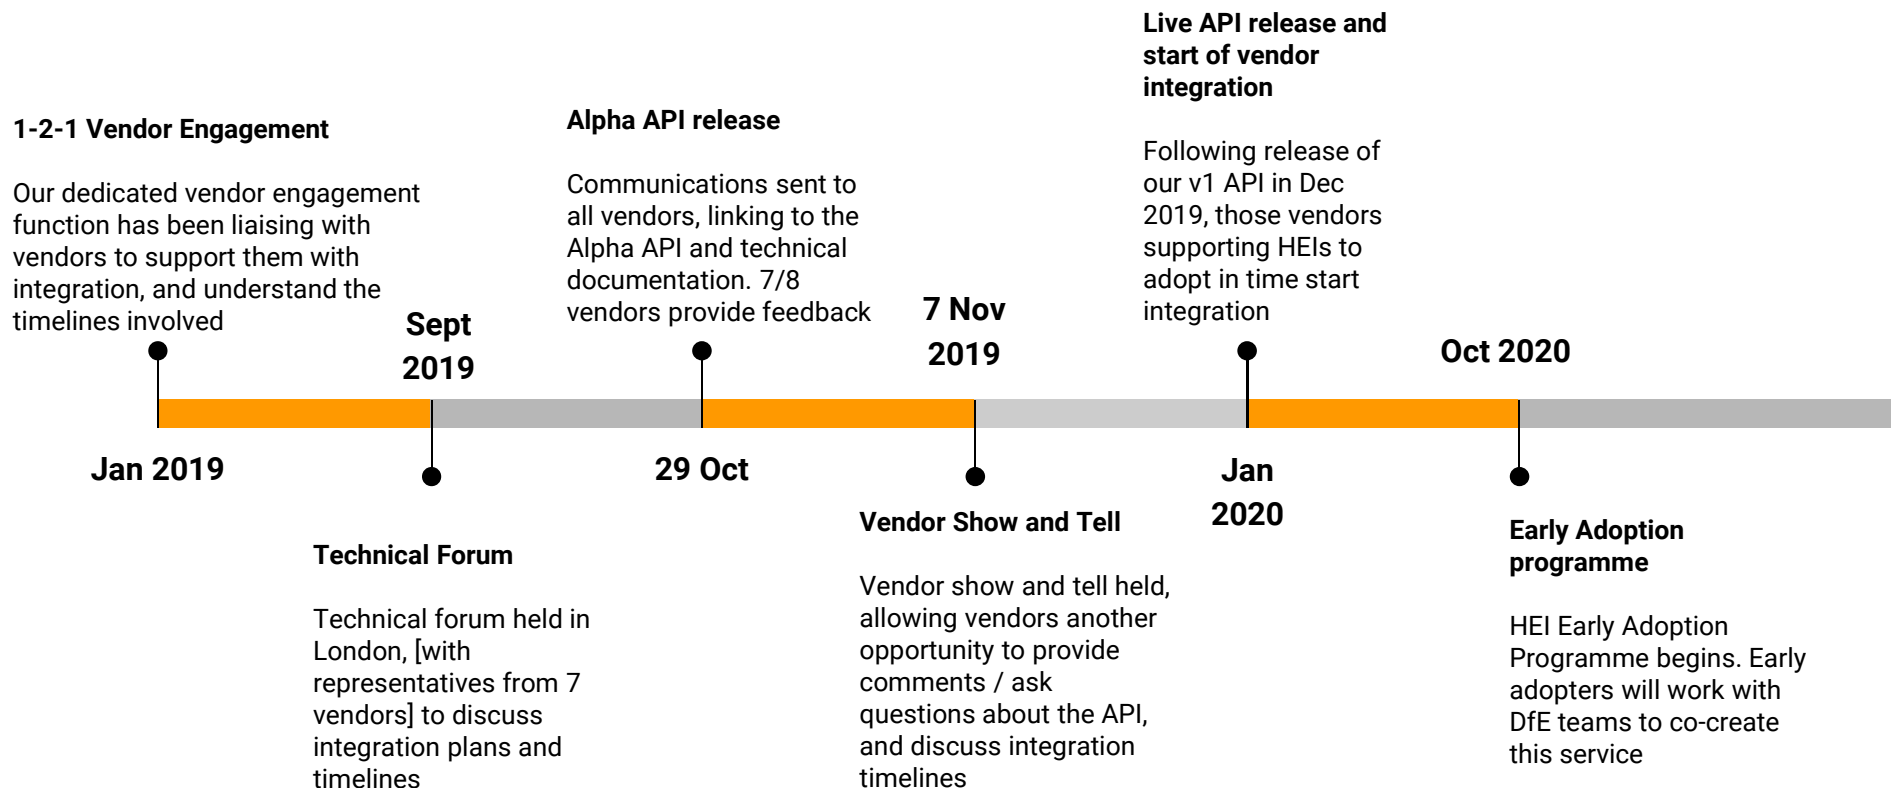 1-2-1 Vendor Engagement
Our dedicated vendor engagement
function has been liaising with
vendors to support them with
integration, and understand the
timelines involved
Jan 2019
Sept
2019
Technical Forum
Technical forum held in
London, [with
representatives from 7
vendors] to discuss
integration plans and
timelines
Alpha API release
Communications sent to
all vendors, linking to the
Alpha API and technical
documentation. 7/8
vendors provide feedback
29 Oct
7 Nov
2019
Vendor Show and Tell
Vendor show and tell held,
allowing vendors another
opportunity to provide
comments / ask
questions about the API,
and discuss integration
timelines
Live API release and
start of vendor
integration
Following release of
our v1 API in Dec
2019, those vendors
supporting HEIs to
adopt in time start
integration
Jan
2020
Oct 2020
Early Adoption
programme
HEI Early Adoption
Programme begins. Early
adopters will work with
DfE teams to co-create
this service